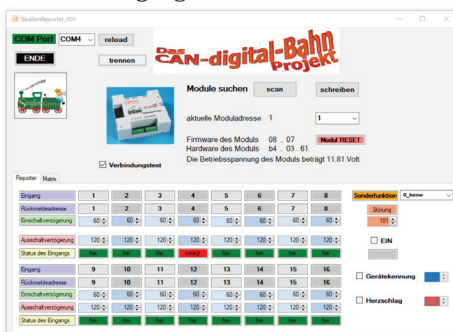 StraßenReporter_001
COM Port COM4 reload
ENDE trennen
Das CAN-digital-Bahn Projekt
Module suchen scan schreiben
aktuelle Moduladresse 1 1
Firmware des Moduls 08 . 07 Modul RESET
Hardware des Moduls b4 . 03 . 61
Die Betriebsspannung des Moduls beträgt 11.81 Volt
Verbindungstest
Reporter Matrix
Eingang 1 2 3 4 5 6 7 8 Sonderfunktion 0_keine
Rückmeldeadresse 1 2 3 4 5 6 7 8 Störung
Einschaltverzögerung 60 60 60 60 60 60 60 60 101
Ausschaltverzögerung 120 120 120 120 120 120 120 120 EIN
Status des Eingangs frei frei frei belegt frei frei frei frei
Eingang 9 10 11 12 13 14 15 16
Rückmeldeadresse 9 10 11 12 13 14 15 16 Gerätekennung
Einschaltverzögerung 60 60 60 60 60 60 60 60
Ausschaltverzögerung 120 120 120 120 120 120 120 120 Herzschlag
Status des Eingangs frei frei frei frei frei frei frei frei